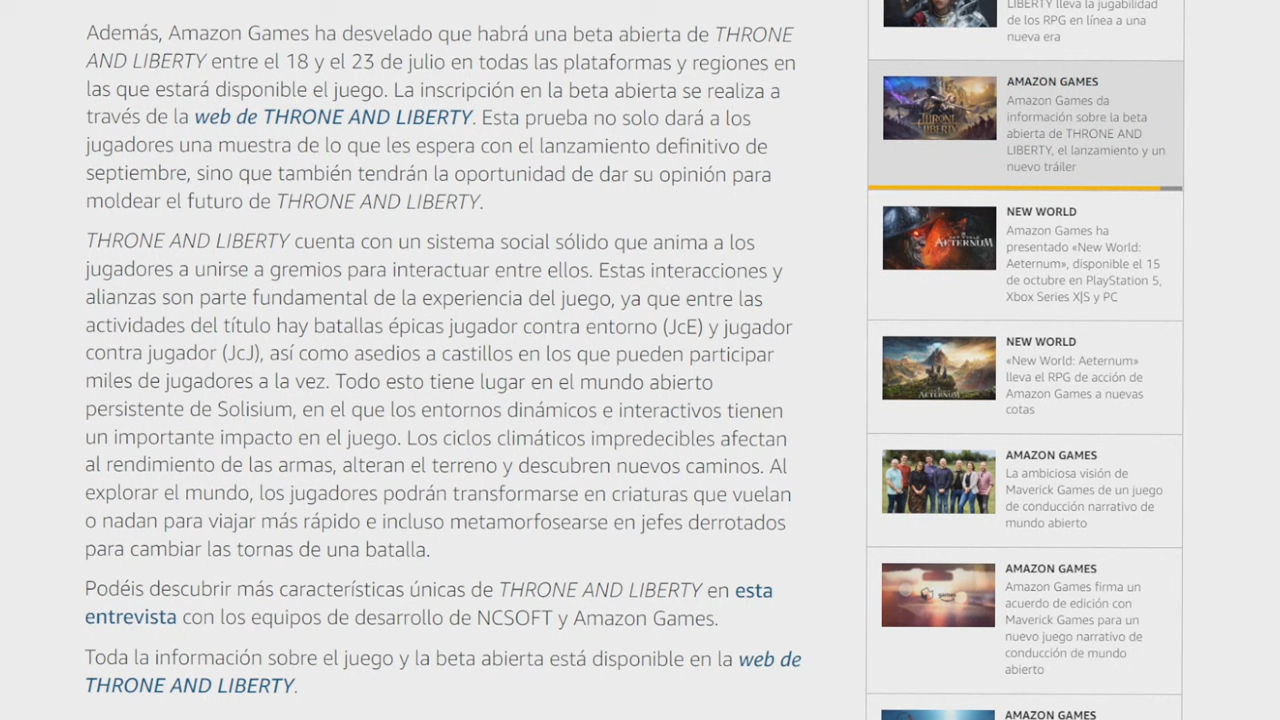 Además, Amazon Games ha desvelado que habrá una beta abierta de THRONE
AND LIBERTY entre el 18 y el 23 de julio en todas las plataformas y regiones en
las que estará disponible el juego. La inscripción en la beta abierta se realiza a
través de la web de THRONE AND LIBERTY. Esta prueba no solo dará a los
jugadores una muestra de lo que les espera con el lanzamiento definitivo de
septiembre, sino que también tendrán la oportunidad de dar su opinión para
moldear el futuro de THRONE AND LIBERTY.
THRONE AND LIBERTY cuenta con un sistema social sólido que anima a los
jugadores a unirse a gremios para interactuar entre ellos. Estas interacciones y
alianzas son parte fundamental de la experiencia del juego, ya que entre las
actividades del título hay batallas épicas jugador contra entorno (JcE) y jugador
contra jugador (JcJ), así como asedios a castillos en los que pueden participar
miles de jugadores a la vez. Todo esto tiene lugar en el mundo abierto
persistente de Solisium, en el que los entornos dinámicos e interactivos tienen
un importante impacto en el juego. Los ciclos climáticos impredecibles afectan
al rendimiento de las armas, alteran el terreno y descubren nuevos caminos. Al
explorar el mundo, los jugadores podrán transformarse en criaturas que vuelan
o nadan para viajar más rápido e incluso metamorfosearse en jefes derrotados
para cambiar las tornas de una batalla.
Podéis descubrir más características únicas de THRONE AND LIBERTY en esta
entrevista con los equipos de desarrollo de NCSOFT y Amazon Games.
Toda la información sobre el juego y la beta abierta está disponible en la web de
THRONE AND LIBERTY.
LIBERTY lleva la jugabilidad
de los RPG en línea a una
nueva era
AMAZON GAMES
Amazon Games da
información sobre la beta
abierta de THRONE AND
LIBERTY, el lanzamiento y un
nuevo tráiler
THRONE
LIBERTY
NEW WORLD
Amazon Games ha
presentado «New World:
Aeternum», disponible el 15
de octubre en PlayStation 5,
Xbox Series X|S y PC
NEW WORLD
AETERNUM
NEW WORLD
«New World: Aeternum»
lleva el RPG de acción de
Amazon Games a nuevas
cotas
AETERNUM
AMAZON GAMES
La ambiciosa visión de
Maverick Games de un juego
de conducción narrativo de
mundo abierto
AMAZON GAMES
Amazon Games firma un
acuerdo de edición con
Maverick Games para un
nuevo juego narrativo de
conducción de mundo
abierto
games
AMAZON GAMES